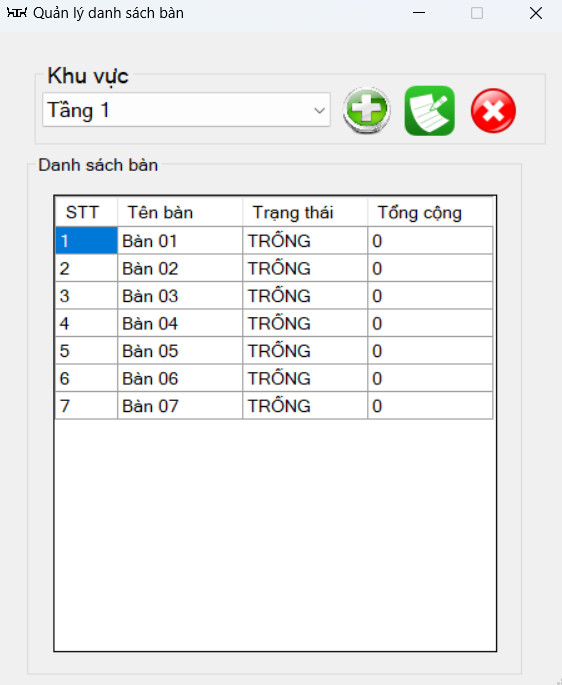 Quản lý danh sách bàn
Khu vực
Tầng 1
Danh sách bàn
STT Tên bàn Trạng thái Tổng cộng
1 Bàn 01 TRỐNG 0
2 Bàn 02 TRỐNG 0
3 Bàn 03 TRỐNG 0
4 Bàn 04 TRỐNG 0
5 Bàn 05 TRỐNG 0
6 Bàn 06 TRỐNG 0
7 Bàn 07 TRỐNG 0